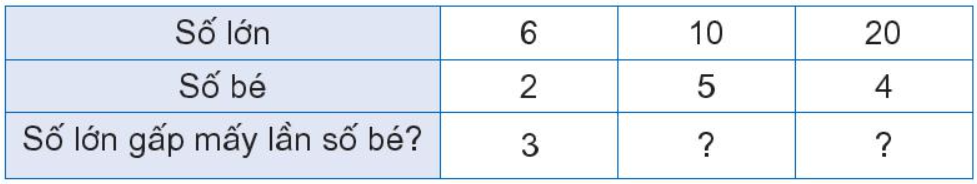 Số lớn 6 10 20
Số bé 2 5 4
Số lớn gấp mấy lần số bé? 3 ? ?